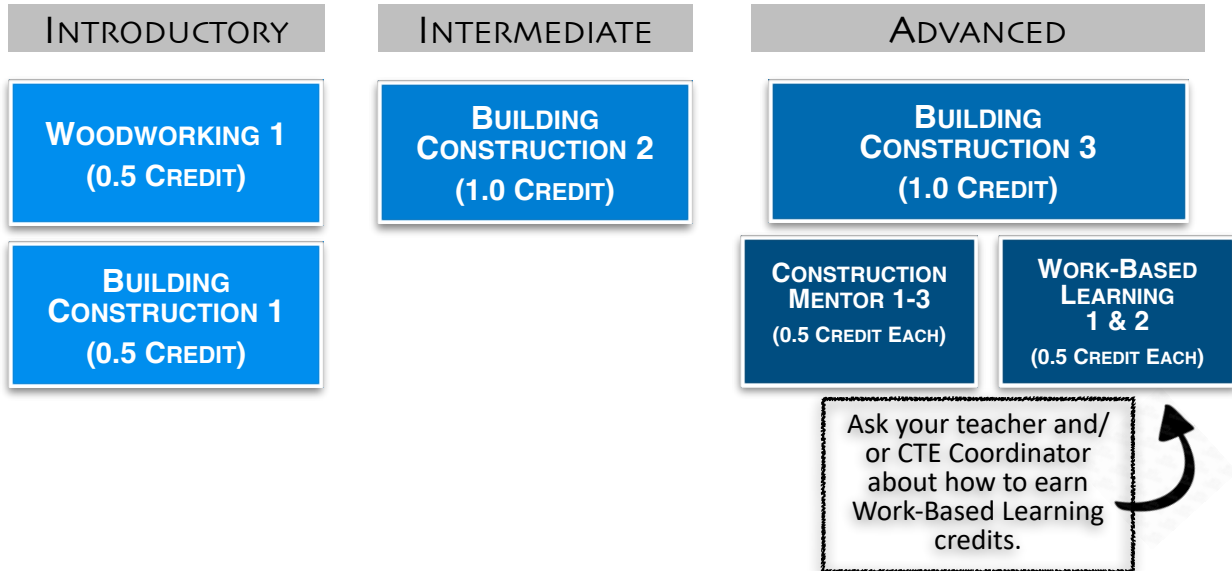 INTRODUCTORY
WOODWORKING 1
(0.5 CREDIT)
BUILDING
CONSTRUCTION 1
(0.5 CREDIT)
INTERMEDIATE
BUILDING
CONSTRUCTION 2
(1.0 CREDIT)
ADVANCED
BUILDING
CONSTRUCTION 3
(1.0 CREDIT)
CONSTRUCTION
MENTOR 1-3
(0.5 CREDIT EACH)
WORK-BASED
LEARNING
1 & 2
(0.5 CREDIT EACH)
Ask your teacher and/
or CTE Coordinator
about how to earn
Work-Based Learning
credits.